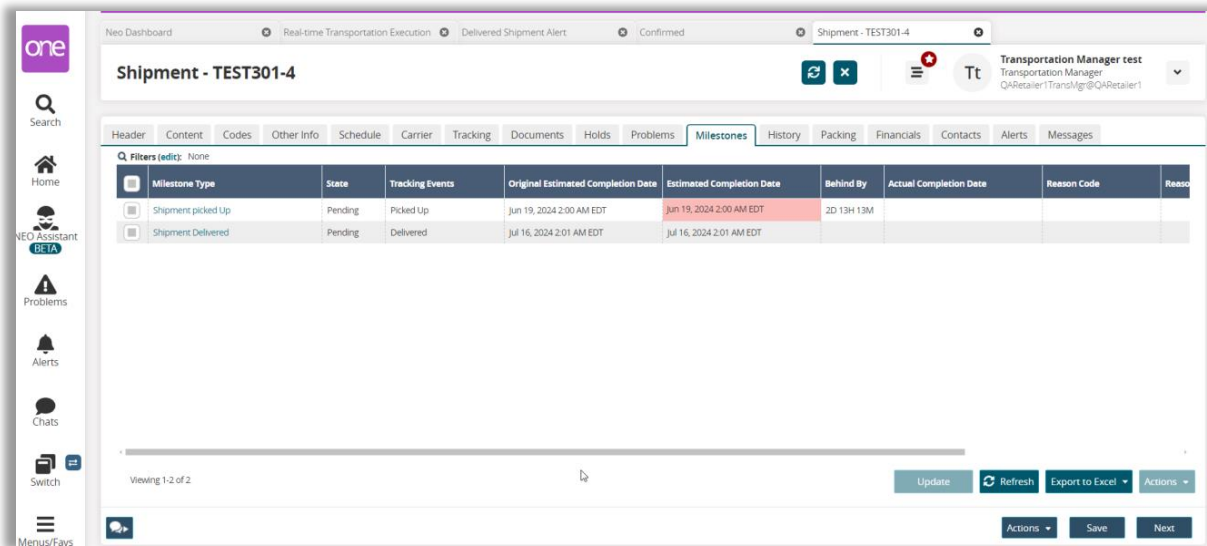 one
Search
Home
NEO Assistant
BETA
Problems
Alerts
Chats
Switch
Menus/Favs
Neo Dashboard Real-time Transportation Execution Delivered Shipment Alert Confirmed Shipment - TEST301-4
Shipment - TEST301-4
Tt
Transportation Manager test
Transportation Manager
QARetailer1TransMgr@QARetailer1
Header Content Codes Other Info Schedule Carrier Tracking Documents Holds Problems Milestones History Packing Financials Contacts Alerts Messages
Filters (edit): None
Milestone Type State Tracking Events Original Estimated Completion Date Estimated Completion Date Behind By Actual Completion Date Reason Code Reaso
Shipment picked Up Pending Picked Up Jun 19, 2024 2:00 AM EDT Jun 19, 2024 2:00 AM EDT 2D 13H 13M
Shipment Delivered Pending Delivered Jul 16, 2024 2:01 AM EDT Jul 16, 2024 2:01 AM EDT
Viewing 1-2 of 2
Update Refresh Export to Excel Actions
Actions Save Next